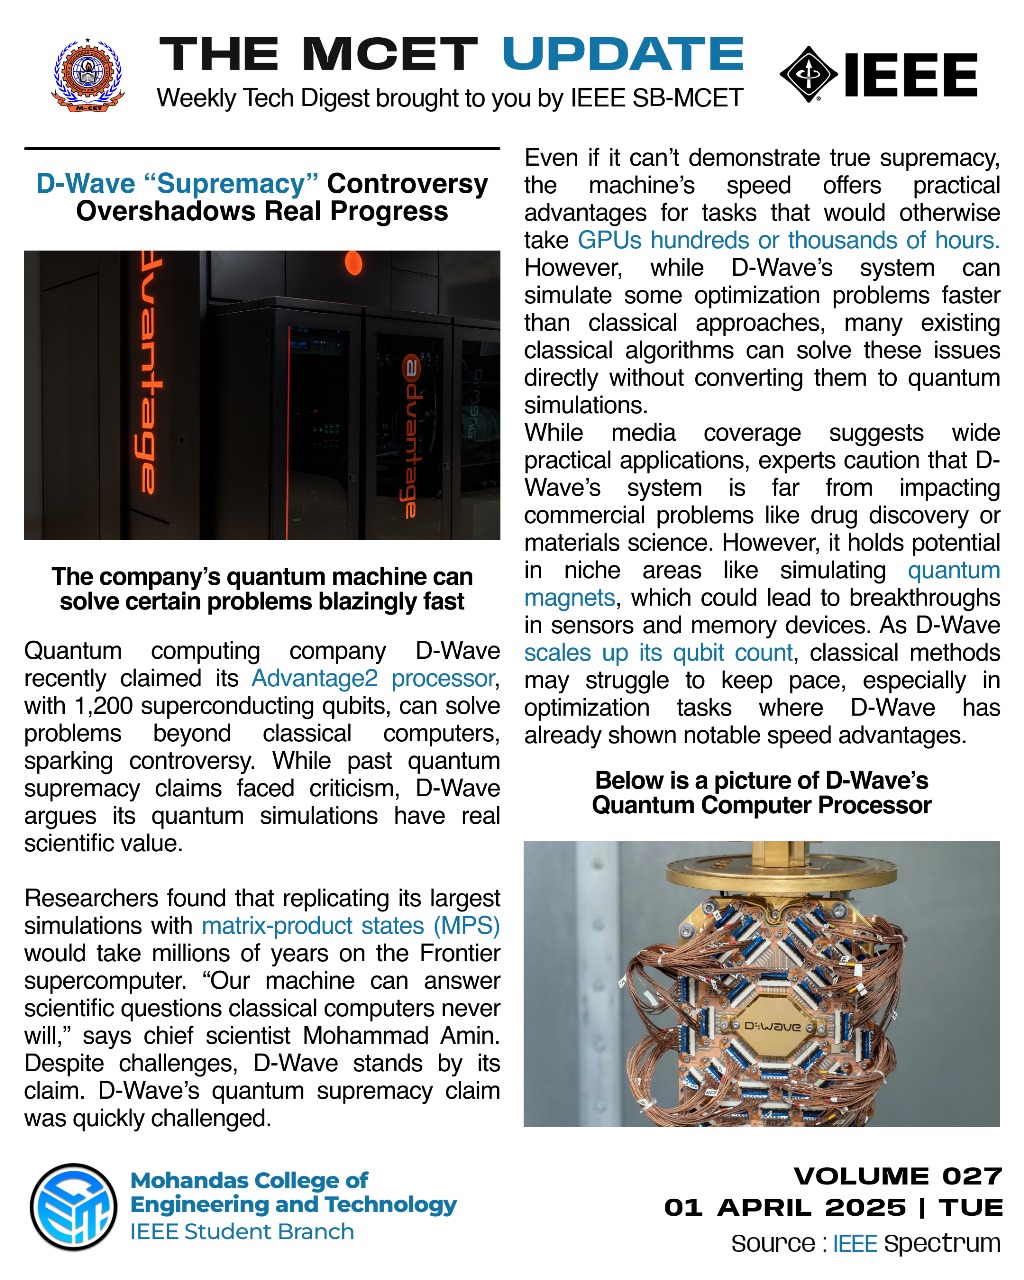 THE MCET UPDATE
Weekly Tech Digest brought to you by IEEE SB-MCET
M-CET
IEEE
D-Wave “Supremacy” Controversy
Overshadows Real Progress
dvantage
advantage
The company’s quantum machine can
solve certain problems blazingly fast
Quantum computing company D-Wave
recently claimed its Advantage2 processor,
with 1,200 superconducting qubits, can solve
problems beyond classical computers,
sparking controversy. While past quantum
supremacy claims faced criticism, D-Wave
argues its quantum simulations have real
scientific value.
Researchers found that replicating its largest
simulations with matrix-product states (MPS)
would take millions of years on the Frontier
supercomputer. “Our machine can answer
scientific questions classical computers never
will,” says chief scientist Mohammad Amin.
Despite challenges, D-Wave stands by its
claim. D-Wave’s quantum supremacy claim
was quickly challenged.
Even if it can’t demonstrate true supremacy,
the machine’s speed offers practical
advantages for tasks that would otherwise
take GPUs hundreds or thousands of hours.
However, while D-Wave’s system can
simulate some optimization problems faster
than classical approaches, many existing
classical algorithms can solve these issues
directly without converting them to quantum
simulations.
While media coverage suggests wide
practical applications, experts caution that D-
Wave’s system is far from impacting
commercial problems like drug discovery or
materials science. However, it holds potential
in niche areas like simulating quantum
magnets, which could lead to breakthroughs
in sensors and memory devices. As D-Wave
scales up its qubit count, classical methods
may struggle to keep pace, especially in
optimization tasks where D-Wave has
already shown notable speed advantages.
Below is a picture of D-Wave’s
Quantum Computer Processor
D:wave
Mohandas College of
Engineering and Technology
IEEE Student Branch
VOLUME 027
01 APRIL 2025 | TUE
Source : IEEE Spectrum